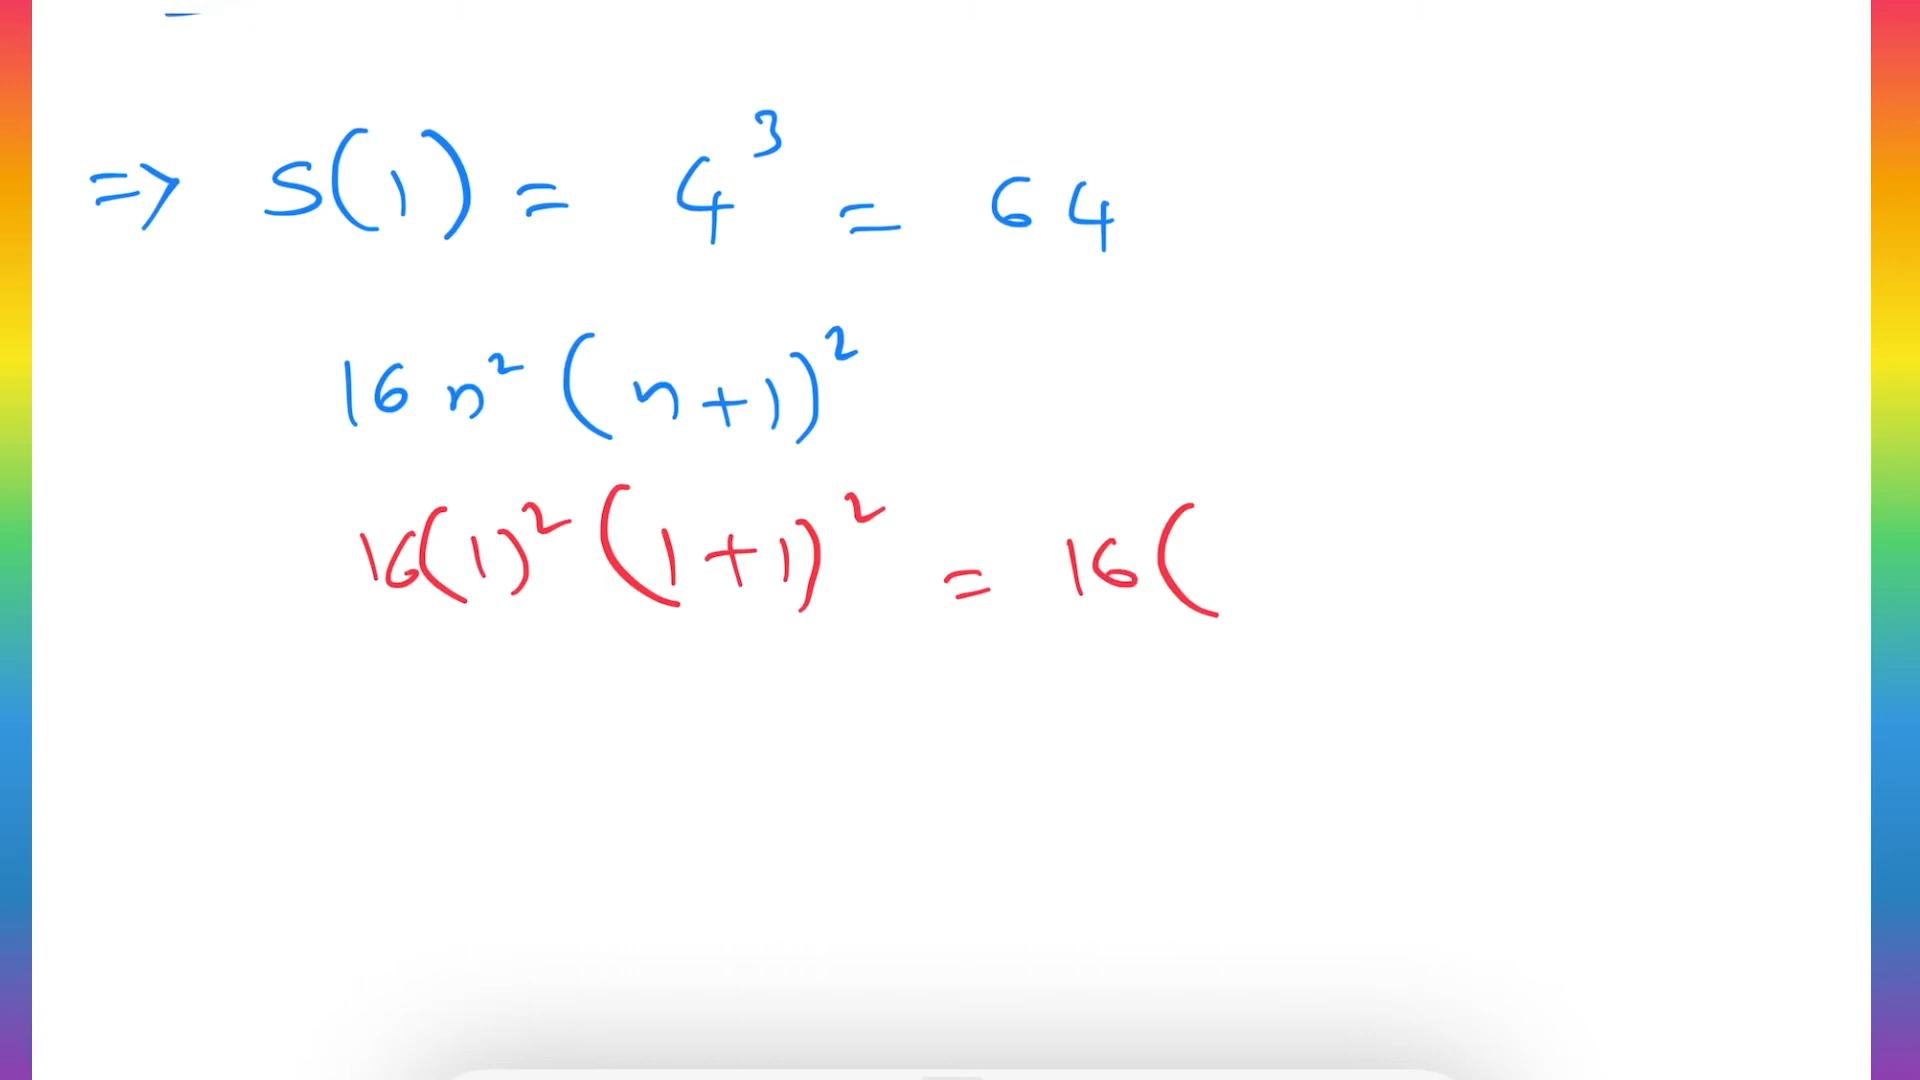 => S(1) = 4³ = 64
16 n² (n+1)²
16(1)² (1+1)² = 16(